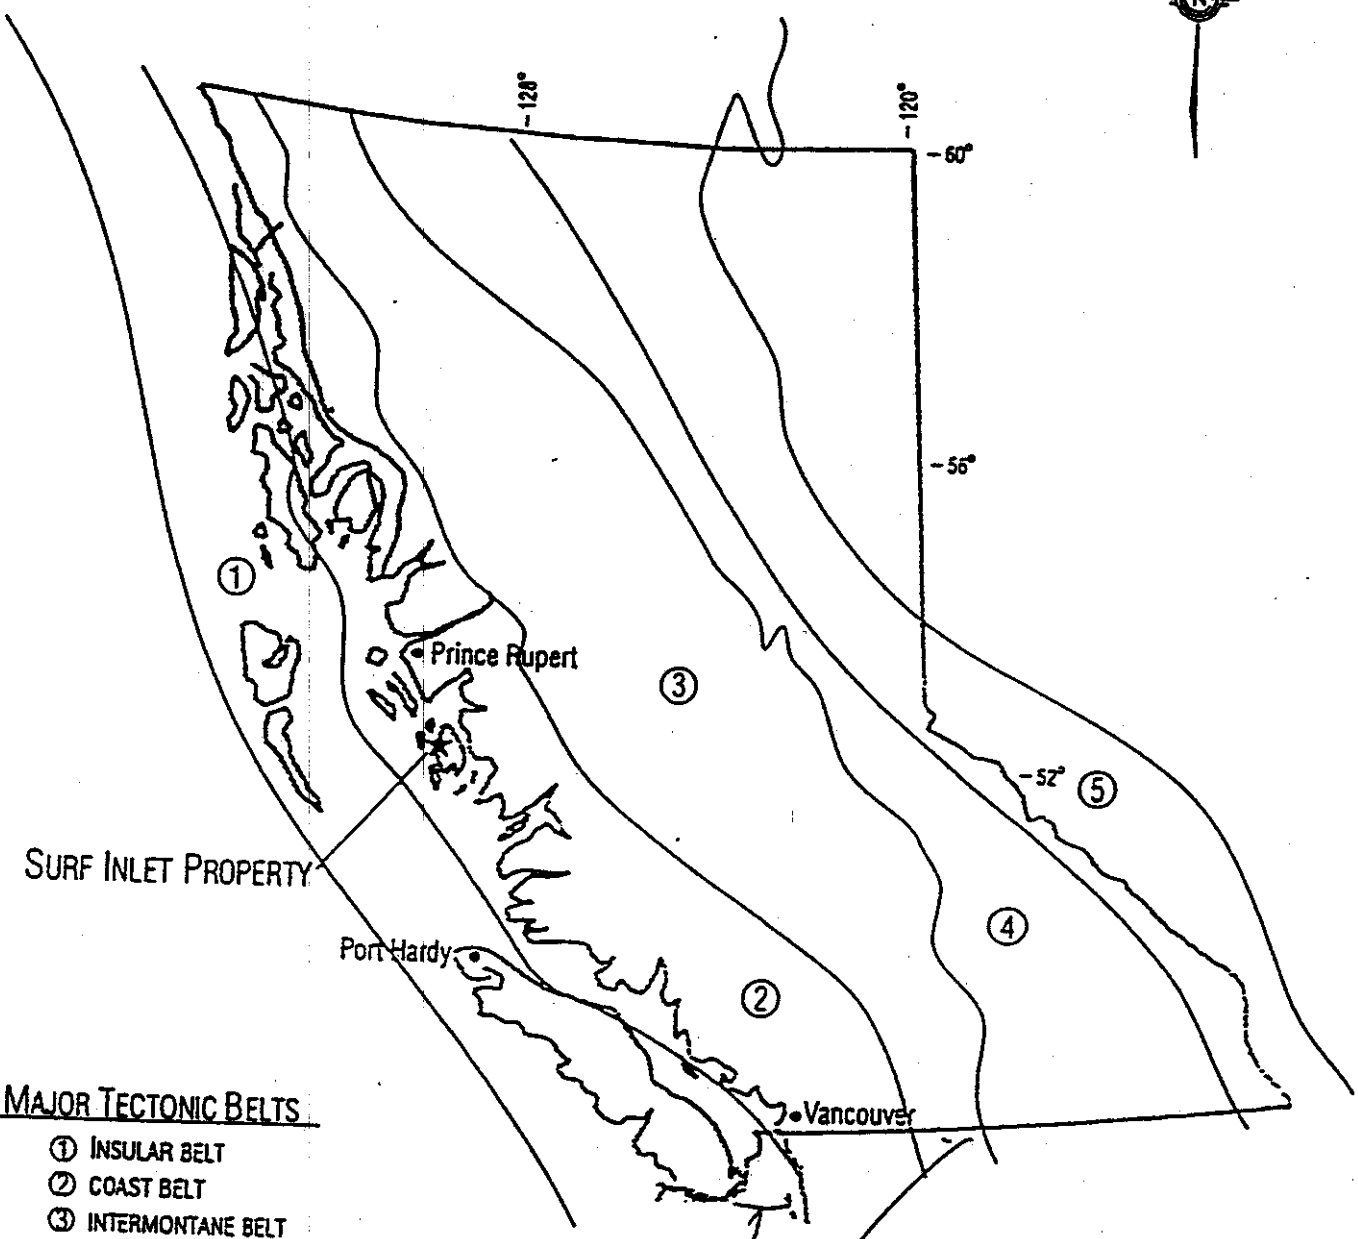 N
-128°
-120°
-60°
-56°
①
Prince Rupert
③
-52°
⑤
SURF INLET PROPERTY
④
Port Hardy
②
Vancouver
MAJOR TECTONIC BELTS
① INSULAR BELT
② COAST BELT
③ INTERMONTANE BELT